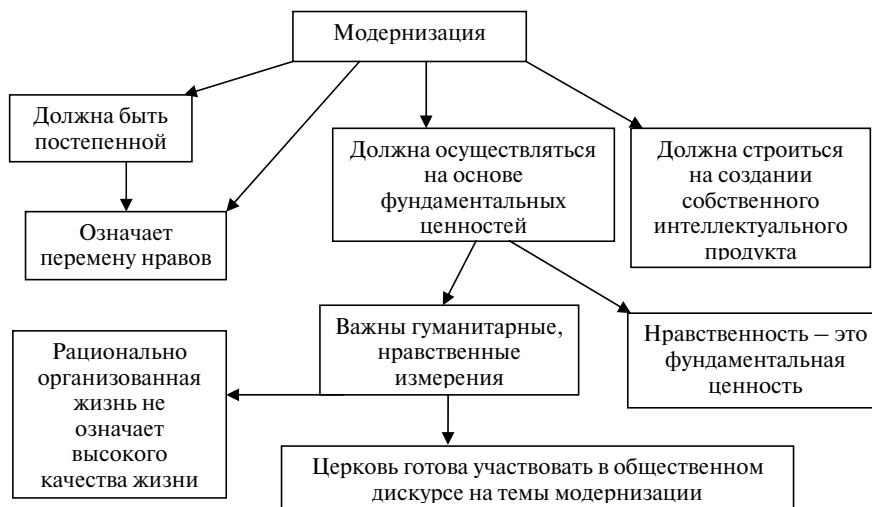 Модернизация
Должна быть
постепенной
Означает
перемену нравов
Должна осуществляться
на основе
фундаментальных
ценностей
Должна строиться
на создании
собственного
интеллектуального
продукта
Важны гуманитарные,
нравственные
измерения
Нравственность – это
фундаментальная
ценность
Рационально
организованная
жизнь не
означает
высокого
качества жизни
Церковь готова участвовать в общественном
дискурсе на темы модернизации